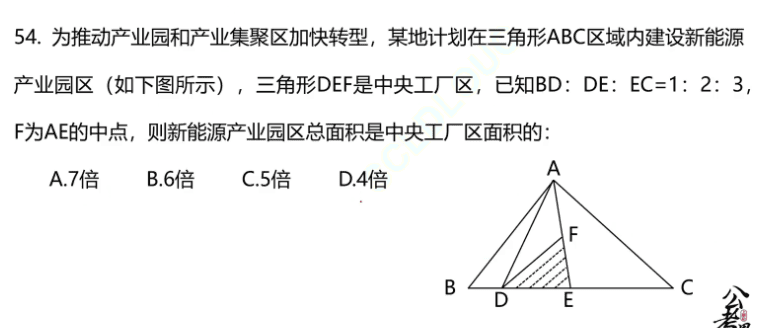 54. 为推动产业园和产业集聚区加快转型，某地计划在三角形ABC区域内建设新能源
产业园区（如下图所示），三角形DEF是中央工厂区，已知BD：DE：EC=1：2：3，
F为AE的中点，则新能源产业园区总面积是中央工厂区面积的：
A.7倍 B.6倍 C.5倍 D.4倍
A
F
B D E C
公考